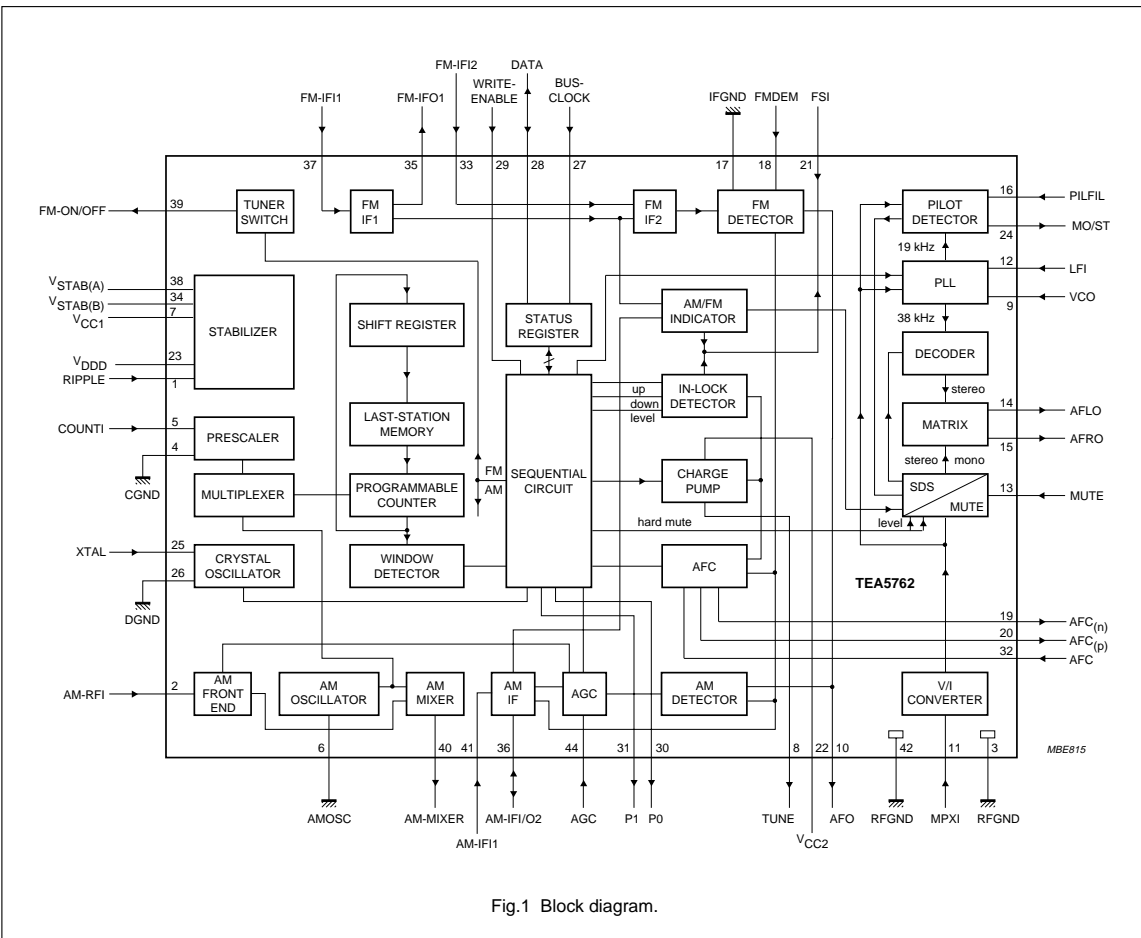 FM-IFI2
DATA
WRITE-
ENABLE
BUS-
CLOCK
FM-IFI1
FM-IFO1
IFGND
FMDEM
FSI
37
35
33
29
28
27
17
18
21
FM-ON/OFF
39
TUNER
SWITCH
FM
IF1
FM
IF2
FM
DETECTOR
PILOT
DETECTOR
16
PILFIL
MO/ST
24
19 kHz
VSTAB(A)
38
VSTAB(B)
34
VCC1
7
STABILIZER
VDDD
23
RIPPLE
1
SHIFT REGISTER
STATUS
REGISTER
AM/FM
INDICATOR
PLL
12
LFI
VCO
9
38 kHz
DECODER
stereo
LAST-STATION
MEMORY
SEQUENTIAL
CIRCUIT
up
down
level
IN-LOCK
DETECTOR
MATRIX
14
AFLO
AFRO
15
stereo
mono
COUNTI
5
4
CGND
PRESCALER
MULTIPLEXER
PROGRAMMABLE
COUNTER
FM
AM
CHARGE
PUMP
SDS
MUTE
13
MUTE
level
hard mute
XTAL
25
26
DGND
CRYSTAL
OSCILLATOR
WINDOW
DETECTOR
AFC
TEA5762
19
AFC(n)
20
AFC(p)
32
AFC
AM-RFI
2
AM
FRONT
END
AM
OSCILLATOR
AM
MIXER
AM
IF
AGC
AM
DETECTOR
V/I
CONVERTER
6
40
41
36
44
31
30
8
22
10
42
11
3
MBE815
AMOSC
AM-MIXER
AM-IFI1
AM-IFI/O2
AGC
P1
P0
TUNE
VCC2
AFO
RFGND
MPXI
RFGND
Fig.1 Block diagram.